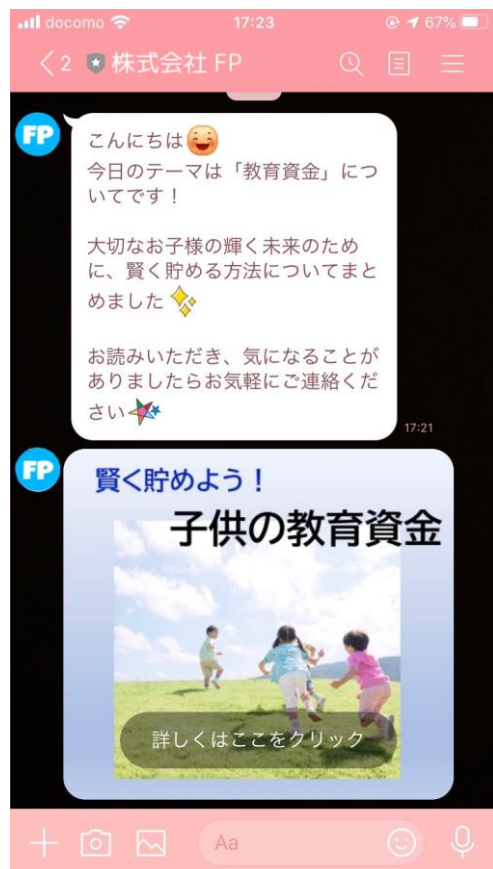 docomo 17:23 67%
2 株式会社 FP
FP
こんにちは
今日のテーマは「教育資金」につ
いてです！
大切なお子様の輝く未来のため
に、賢く貯める方法についてまと
めました
お読みいただき、気になることが
ありましたらお気軽にご連絡くだ
さい
17:21
FP
賢く貯めよう！
子供の教育資金
詳しくはここをクリック
Aa